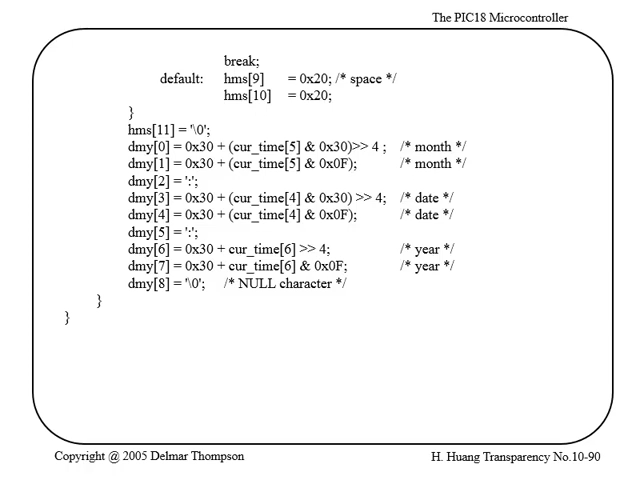 The PIC18 Microcontroller
break;
default: hms[9] = 0x20; /* space */
hms[10] = 0x20;
}
hms[11] = '\0';
dmy[0] = 0x30 + (cur_time[5] & 0x30)>> 4 ; /* month */
dmy[1] = 0x30 + (cur_time[5] & 0x0F); /* month */
dmy[2] = ':';
dmy[3] = 0x30 + (cur_time[4] & 0x30) >> 4; /* date */
dmy[4] = 0x30 + (cur_time[4] & 0x0F); /* date */
dmy[5] = ':';
dmy[6] = 0x30 + cur_time[6] >> 4; /* year */
dmy[7] = 0x30 + cur_time[6] & 0x0F; /* year */
dmy[8] = '\0'; /* NULL character */
}
}
Copyright @ 2005 Delmar Thompson
H. Huang Transparency No.10-90